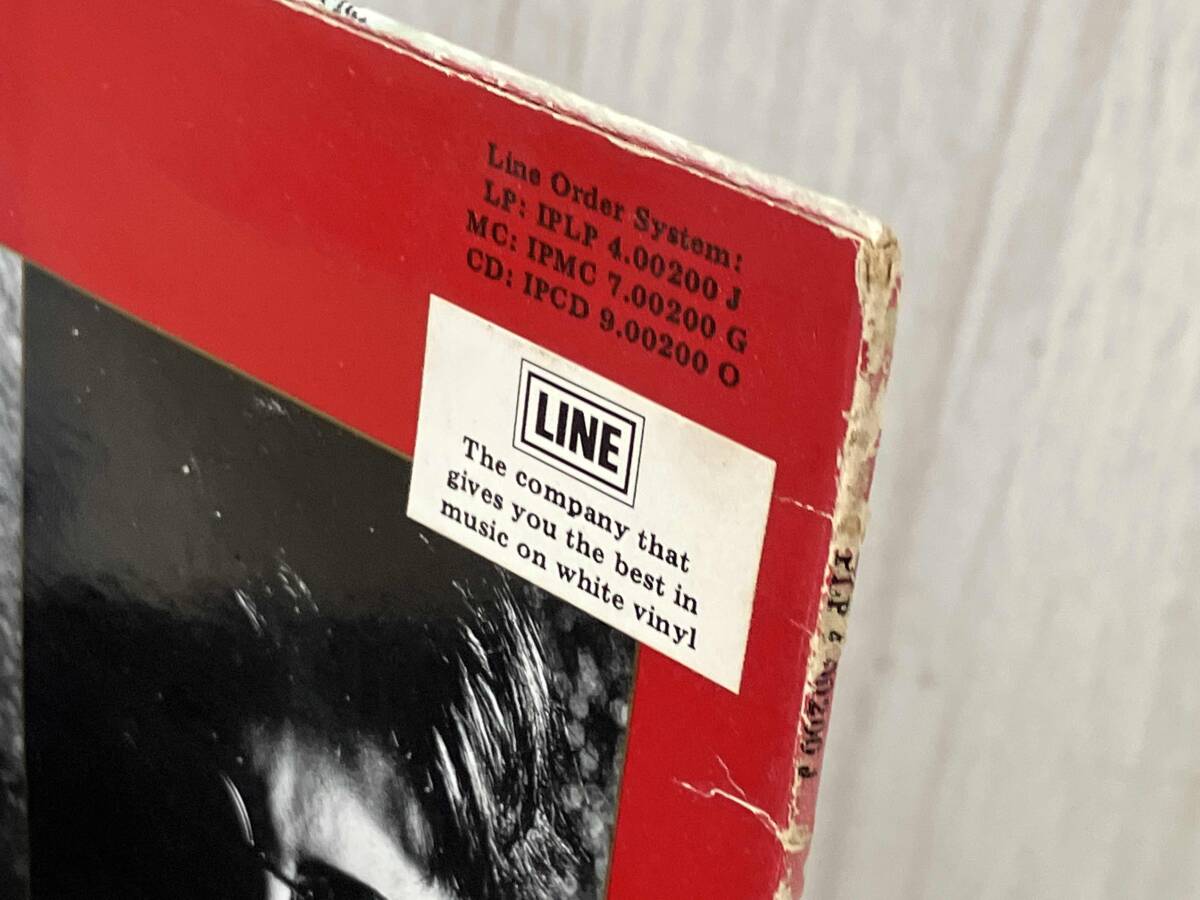 Line Order System:
LP: IPLP 4.00200 J
MC: IPMC 7.00200 G
CD: IPCD 9.00200 O
LINE
The company that
gives you the best in
music on white vinyl